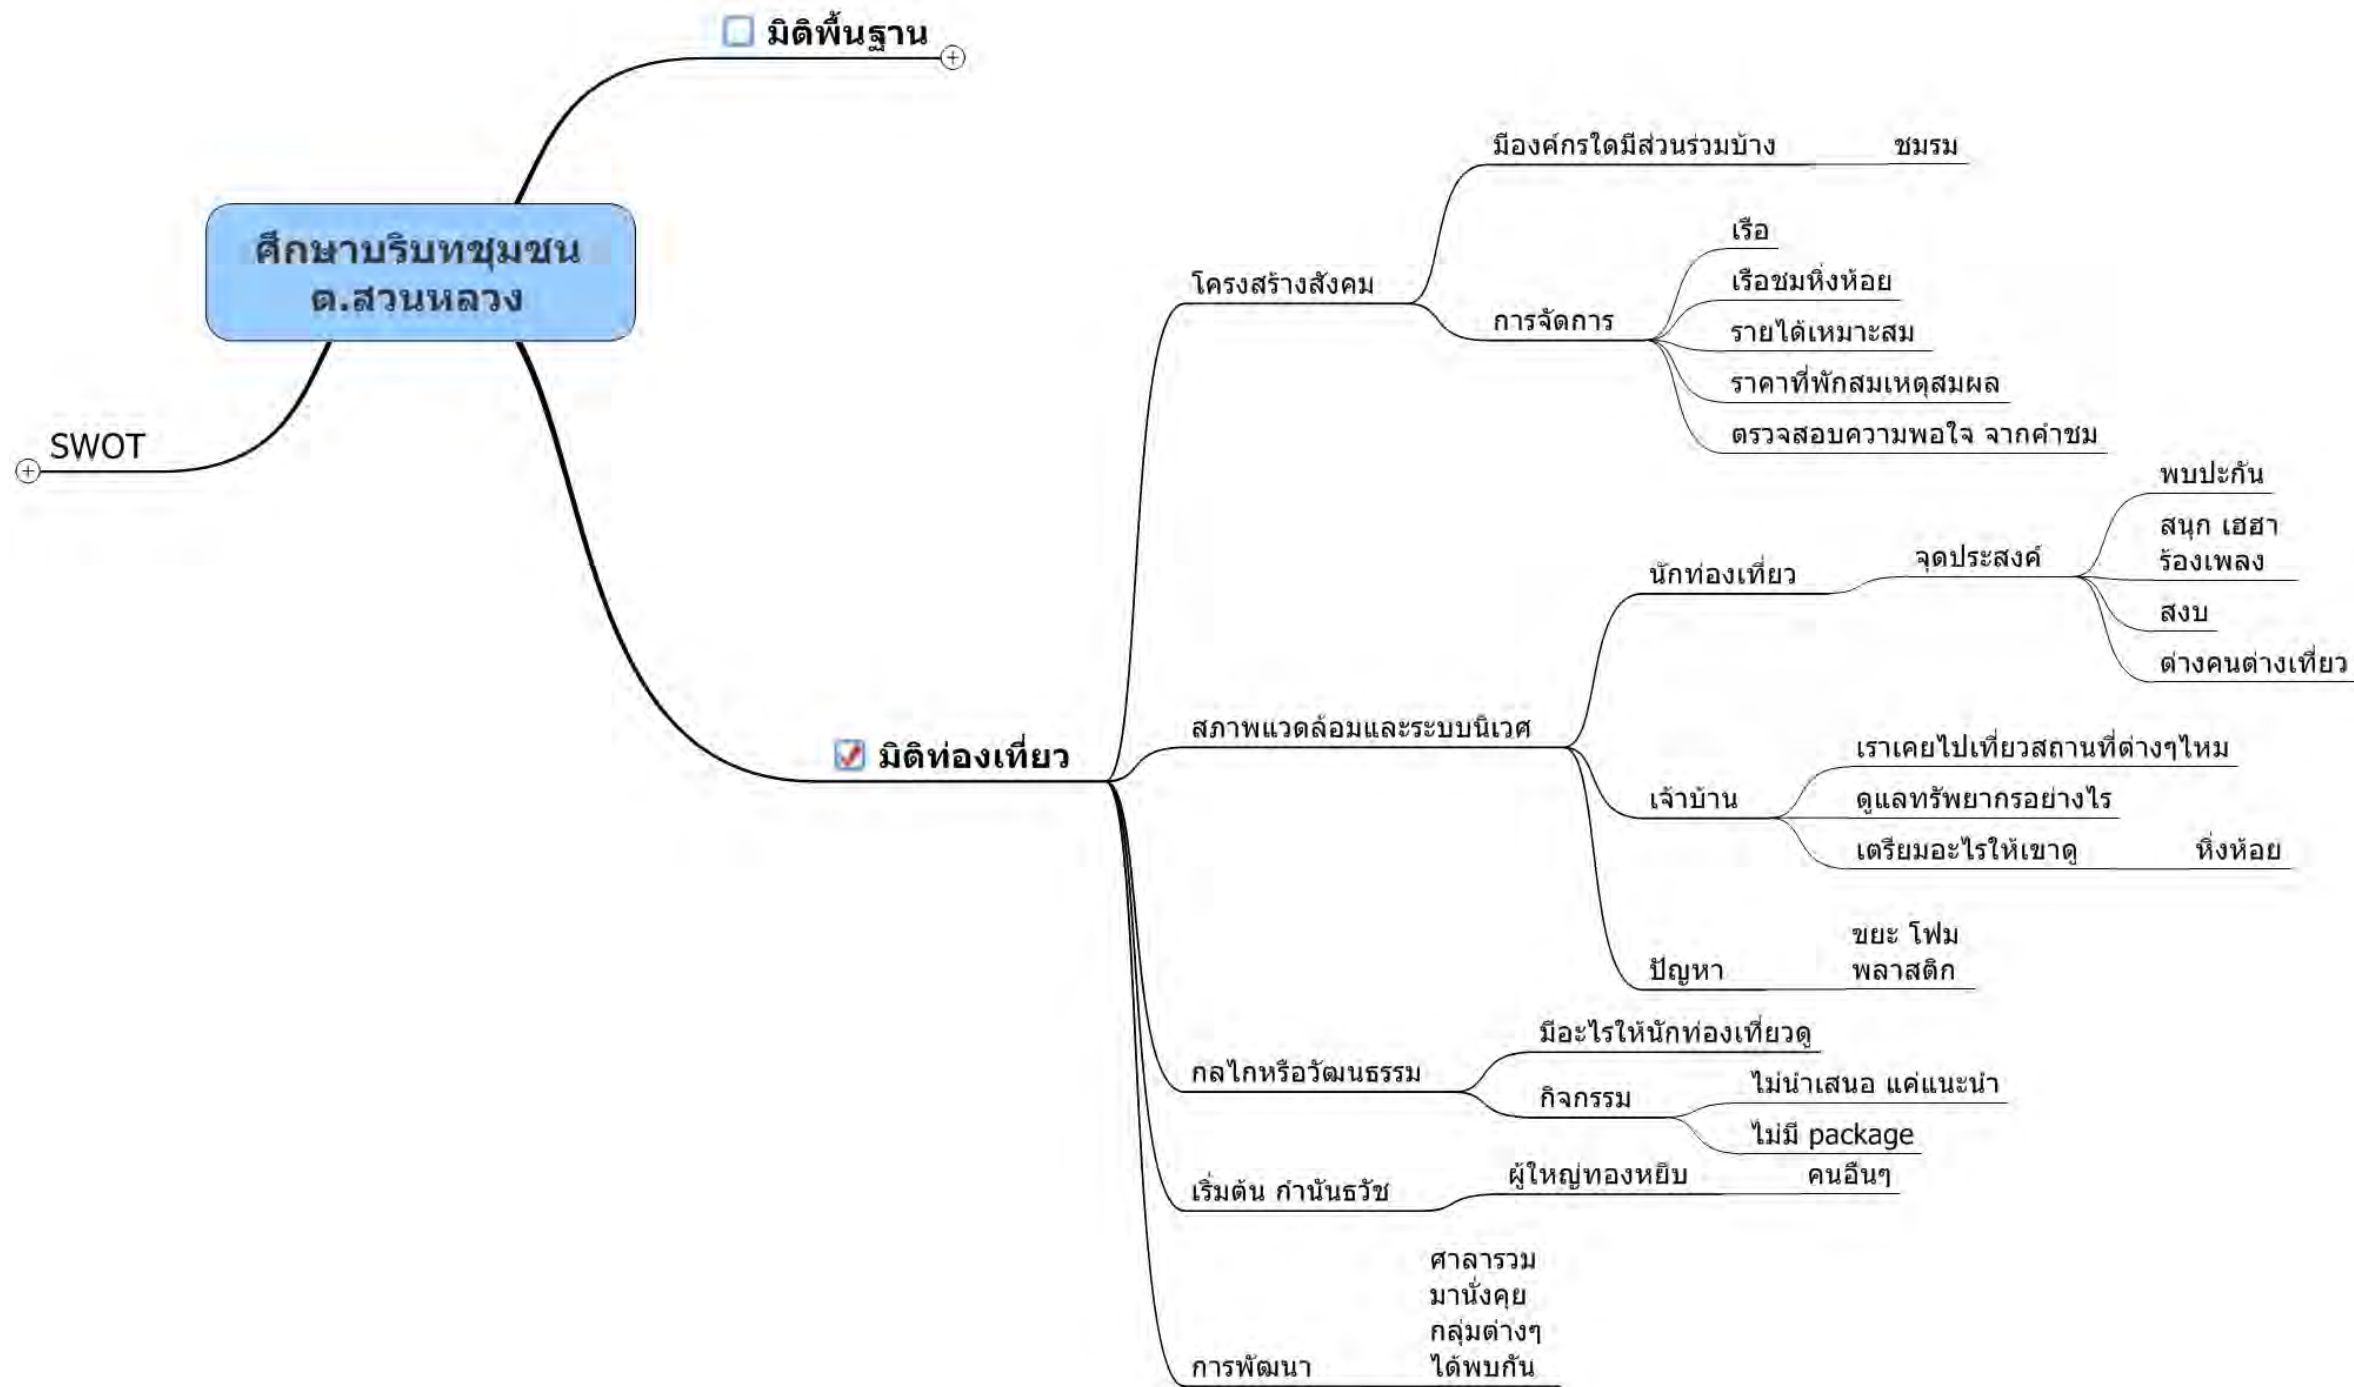 มิติพื้นฐาน
ศึกษาบริบทชุมชน
ต.สวนหลวง
SWOT
มิติท่องเที่ยว
โครงสร้างสังคม
มีองค์กรใดมีส่วนร่วมบ้าง
ชมรม
การจัดการ
เรือ
เรือชมหิ่งห้อย
รายได้เหมาะสม
ราคาที่พักสมเหตุสมผล
ตรวจสอบความพอใจ จากคำชม
สภาพแวดล้อมและระบบนิเวศ
นักท่องเที่ยว
จุดประสงค์
พบปะกัน
สนุก เฮฮา
ร้องเพลง
สงบ
ต่างคนต่างเที่ยว
เจ้าบ้าน
เราเคยไปเที่ยวสถานที่ต่างๆไหม
ดูแลทรัพยากรอย่างไร
เตรียมอะไรให้เขาดู
หิ่งห้อย
ปัญหา
ขยะ โฟม
พลาสติก
กลไกหรือวัฒนธรรม
มีอะไรให้นักท่องเที่ยวดู
กิจกรรม
ไม่นำเสนอ แค่แนะนำ
ไม่มี package
เริ่มต้น กำนันธวัช
ผู้ใหญ่ทองหยิบ
คนอื่นๆ
การพัฒนา
ศาลารวม
มานั่งคุย
กลุ่มต่างๆ
ได้พบกัน